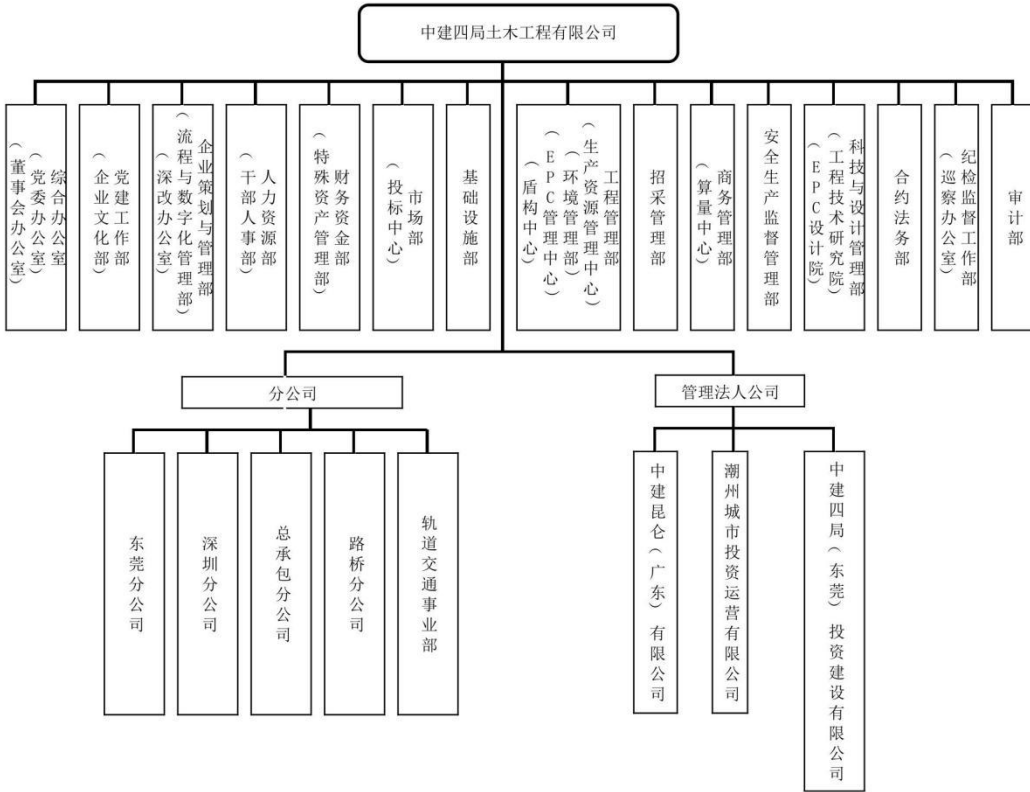 中建四局土木工程有限公司
综合办公室
（党委办公室）
（董事会办公室）
党建工作部
（企业文化部）
企业策划与管理部
（流程与数字化管理部）
（深改办公室）
人力资源部
（干部人事部）
财务资金部
（特殊资产管理部）
市场部
（投标中心）
基础设施部
工程管理部
（生产资源管理中心）
（环境管理部）
（EPC管理中心）
（盾构中心）
招采管理部
商务管理部
（算量中心）
安全生产监督管理部
科技与设计管理部
（工程技术研究院）
（EPC设计院）
合约法务部
纪检监督工作部
（巡察办公室）
审计部
分公司
管理法人公司
东莞分公司
深圳分公司
总承包分公司
路桥分公司
轨道交通事业部
中建昆仑（广东）有限公司
潮州城市投资运营有限公司
中建四局（东莞）投资建设有限公司